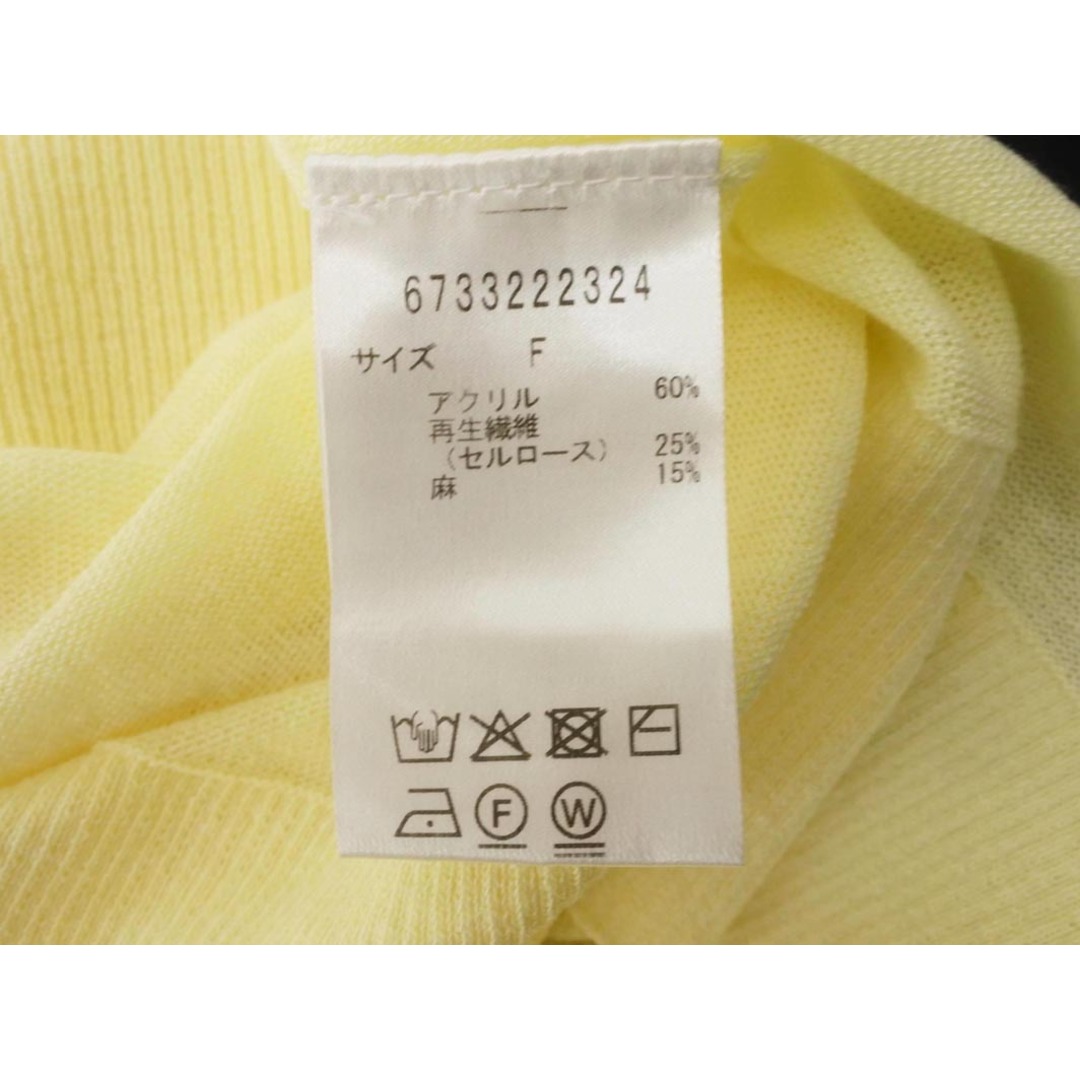 6733222324
サイズ F
アクリル 60%
再生繊維
（セルロース） 25%
麻 15%
F W